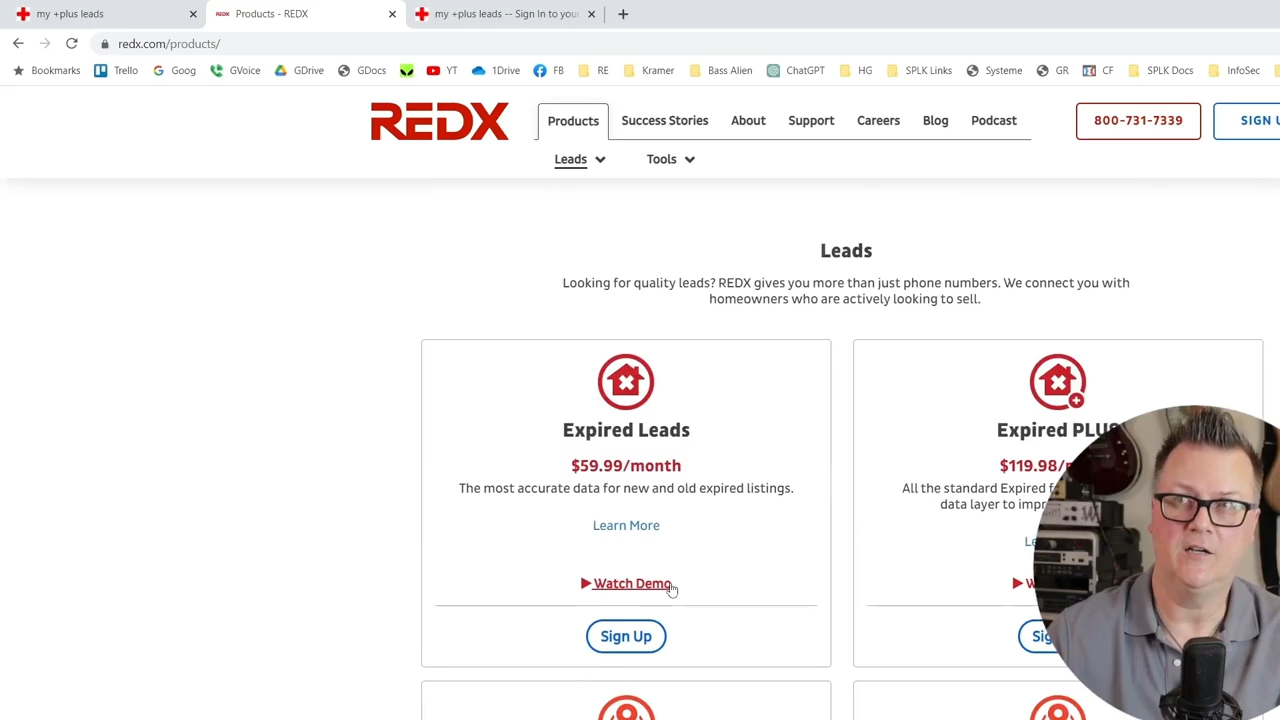 my +plus leads
Products - REDX
my +plus leads -- Sign In to your
redx.com/products/
Bookmarks
Trello
Goog
GVoice
GDrive
GDocs
YT
1Drive
FB
RE
Kramer
Bass Alien
ChatGPT
HG
SPLK Links
Systeme
GR
CF
SPLK Docs
InfoSec
REDX
Products
Success Stories
About
Support
Careers
Blog
Podcast
800-731-7339
SIGN U
Leads
Tools
Leads
Looking for quality leads? REDX gives you more than just phone numbers. We connect you with
homeowners who are actively looking to sell.
Expired Leads
$59.99/month
The most accurate data for new and old expired listings.
Learn More
Watch Demo
Sign Up
Expired PLUS
$119.98/
All the standard Expired f
data layer to impr
Le
W
Sig